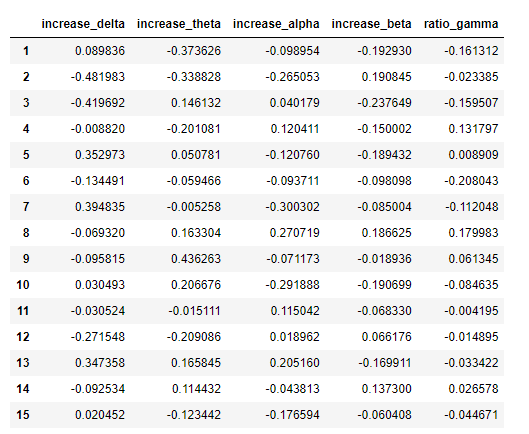 increase_delta increase_theta increase_alpha increase_beta ratio_gamma
1 0.089836 -0.373626 -0.098954 -0.192930 -0.161312
2 -0.481983 -0.338828 -0.265053 0.190845 -0.023385
3 -0.419692 0.146132 0.040179 -0.237649 -0.159507
4 -0.008820 -0.201081 0.120411 -0.150002 0.131797
5 0.352973 0.050781 -0.120760 -0.189432 0.008909
6 -0.134491 -0.059466 -0.093711 -0.098098 -0.208043
7 0.394835 -0.005258 -0.300302 -0.085004 -0.112048
8 -0.069320 0.163304 0.270719 0.186625 0.179983
9 -0.095815 0.436263 -0.071173 -0.018936 0.061345
10 0.030493 0.206676 -0.291888 -0.190699 -0.084635
11 -0.030524 -0.015111 0.115042 -0.068330 -0.004195
12 -0.271548 -0.209086 0.018962 0.066176 -0.014895
13 0.347358 0.165845 0.205160 -0.169911 -0.033422
14 -0.092534 0.114432 -0.043813 0.137300 0.026578
15 0.020452 -0.123442 -0.176594 -0.060408 -0.044671